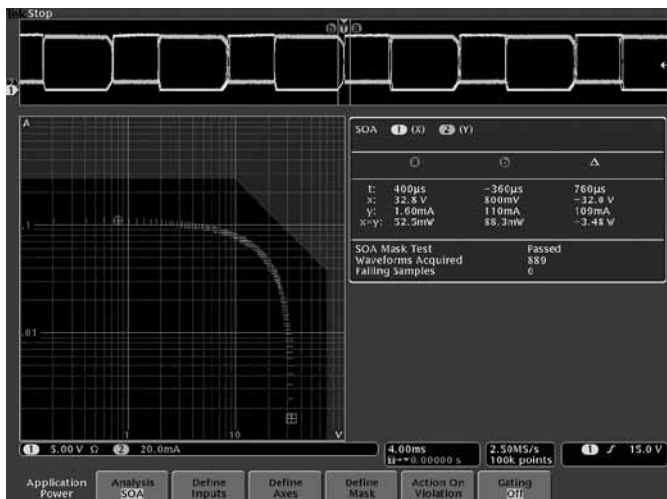 Tek Stop
b T a
1
A
.1
.01
1
10
V
SOA 1 (X) 2 (Y)
a b Δ
t: 400µs -360µs 760µs
x: 32.8 V 800mV -32.0 V
y: 1.60mA 110mA 109mA
x×y: 52.5mW 88.3mW -3.48 W
SOA Mask Test Passed
Waveforms Acquired 889
Failing Samples 0
1 5.00 V Ω 2 20.0mA
4.00ms
T→▾0.00000 s
2.50MS/s
100k points
1 ∫ 15.0 V
Application
Power
Analysis
SOA
Define
Inputs
Define
Axes
Define
Mask
Action On
Violation
Gating
Off